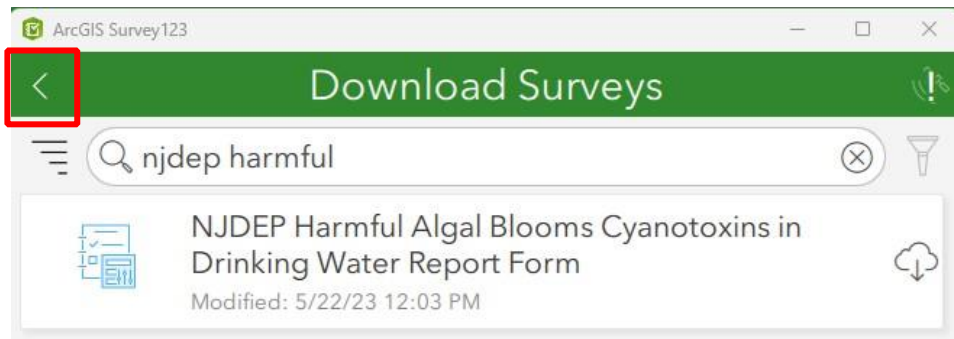 ArcGIS Survey123
Download Surveys
njdep harmful
NJDEP Harmful Algal Blooms Cyanotoxins in
Drinking Water Report Form
Modified: 5/22/23 12:03 PM